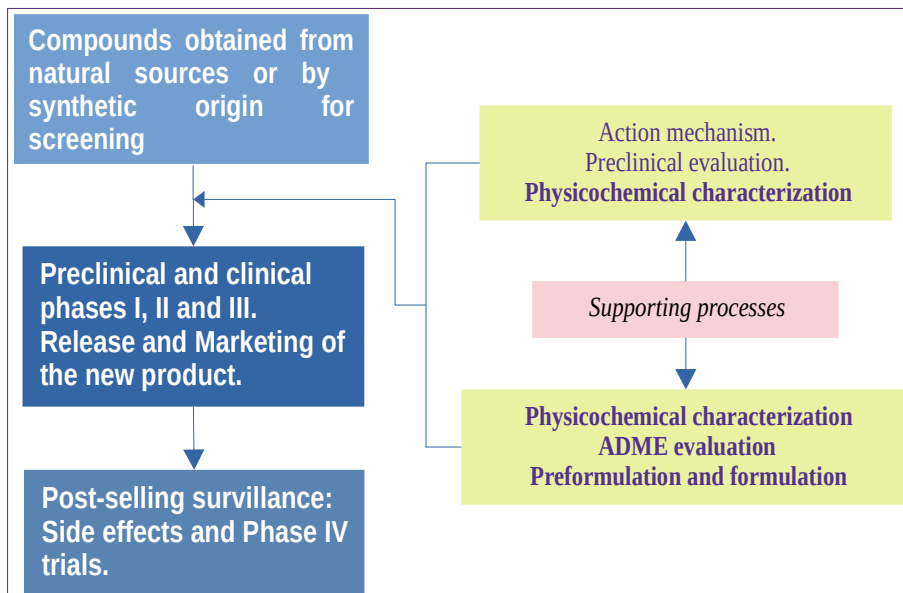 Compounds obtained from
natural sources or by
synthetic origin for
screening
Action mechanism.
Preclinical evaluation.
Physicochemical characterization
Preclinical and clinical
phases I, II and III.
Release and Marketing of
the new product.
Supporting processes
Physicochemical characterization
ADME evaluation
Preformulation and formulation
Post-selling survillance:
Side effects and Phase IV
trials.